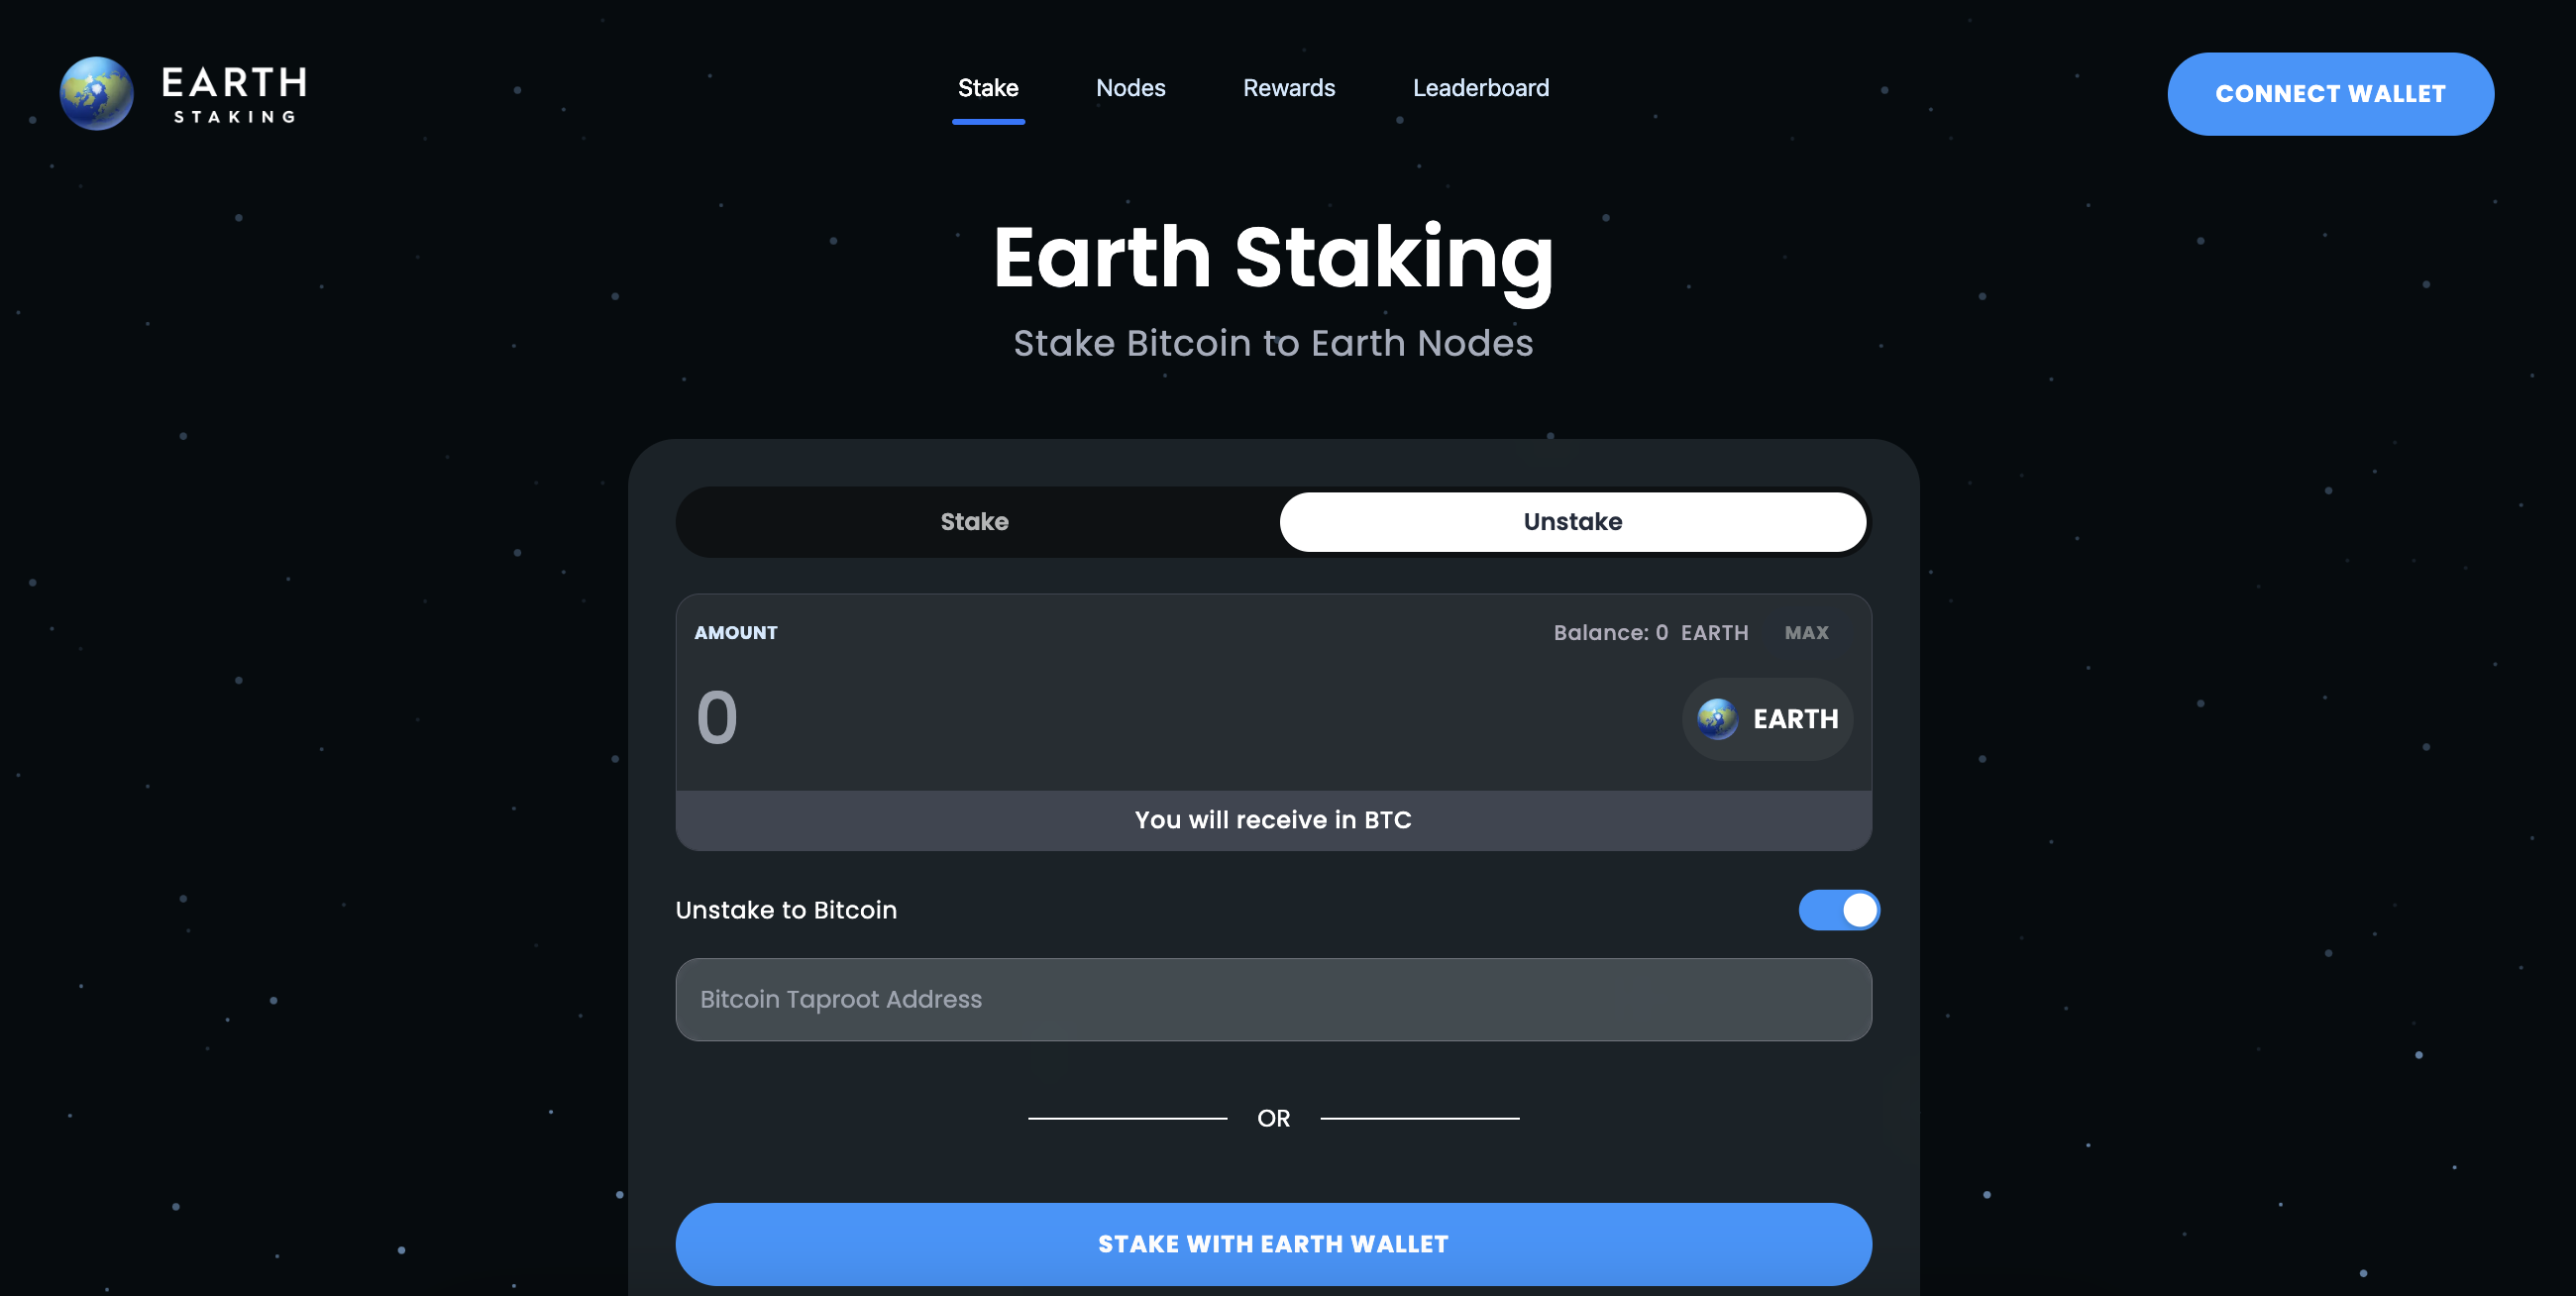 EARTH
STAKING
Stake Nodes Rewards Leaderboard
CONNECT WALLET
Earth Staking
Stake Bitcoin to Earth Nodes
Stake Unstake
AMOUNT Balance: 0 EARTH MAX
0 EARTH
You will receive in BTC
Unstake to Bitcoin
Bitcoin Taproot Address
OR
STAKE WITH EARTH WALLET